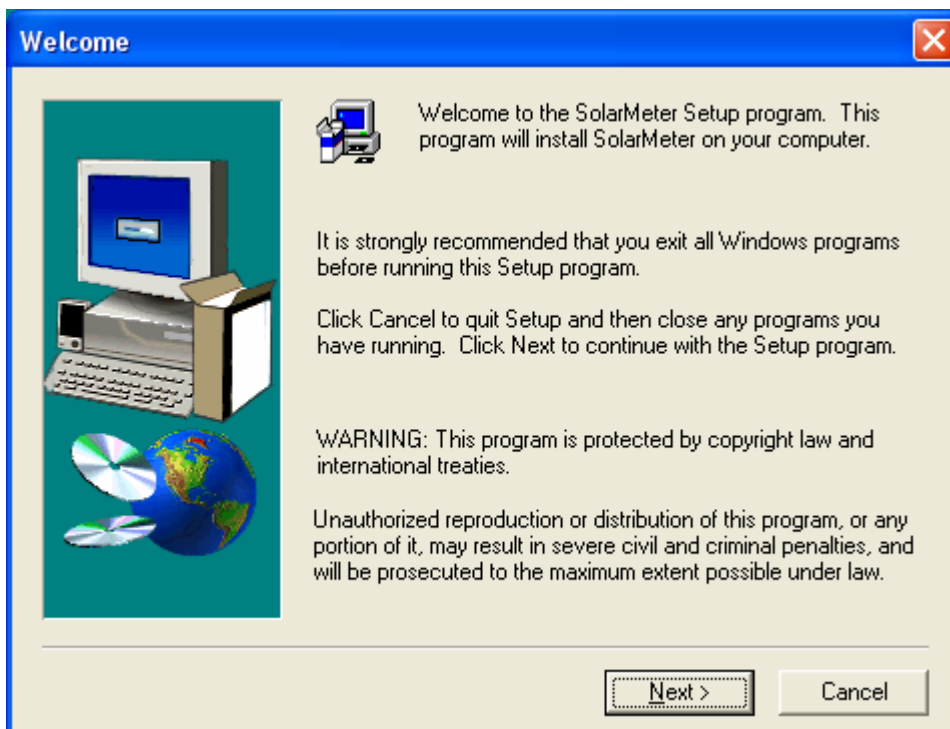 Welcome
Welcome to the SolarMeter Setup program.  This
program will install SolarMeter on your computer.
It is strongly recommended that you exit all Windows programs
before running this Setup program.
Click Cancel to quit Setup and then close any programs you
have running.  Click Next to continue with the Setup program.
WARNING: This program is protected by copyright law and
international treaties.
Unauthorized reproduction or distribution of this program, or any
portion of it, may result in severe civil and criminal penalties, and
will be prosecuted to the maximum extent possible under law.
Next >
Cancel